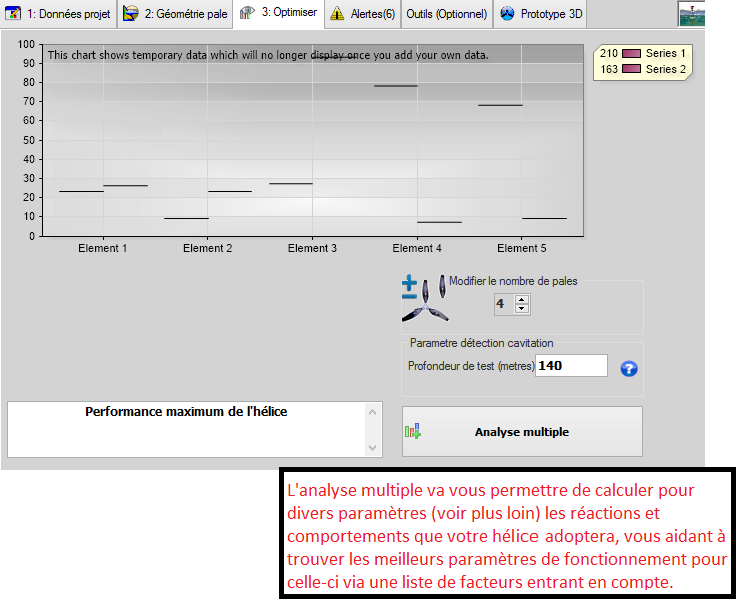 1: Données projet 2: Géométrie pale 3: Optimiser Alertes(6) Outils (Optionnel) Prototype 3D
This chart shows temporary data which will no longer display once you add your own data.
100
90
80
70
60
50
40
30
20
10
0
Element 1 Element 2 Element 3 Element 4 Element 5
210 Series 1
163 Series 2
Modifier le nombre de pales
4
Parametre détection cavitation
Profondeur de test (metres) 140
?
Performance maximum de l'hélice
Analyse multiple
L'analyse multiple va vous permettre de calculer pour
divers paramètres (voir plus loin) les réactions et
comportements que votre hélice adoptera, vous aidant à
trouver les meilleurs paramètres de fonctionnement pour
celle-ci via une liste de facteurs entrant en compte.